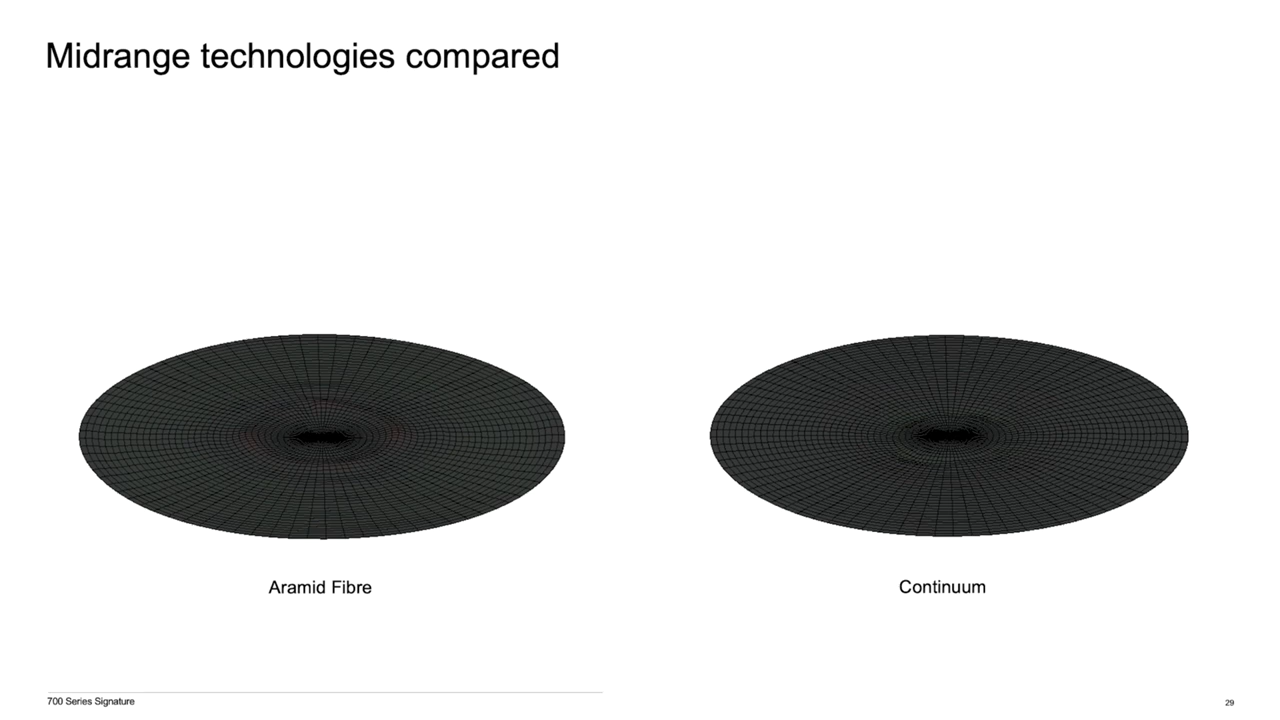 Midrange technologies compared
Aramid Fibre
Continuum
700 Series Signature
29